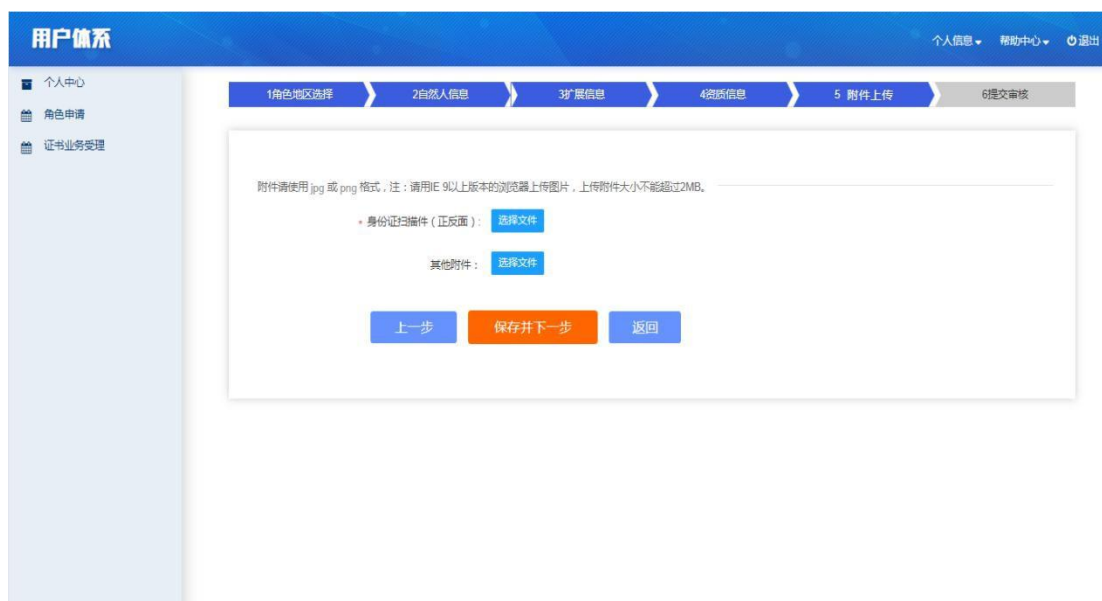 用户体系
个人信息 帮助中心 退出
个人中心
角色申请
证书业务受理
1角色地区选择 2自然人信息 3扩展信息 4资质信息 5 附件上传 6提交审核
附件请使用 jpg 或 png 格式，注：请用IE 9以上版本的浏览器上传图片，上传附件大小不能超过2MB。
* 身份证扫描件（正反面）： 选择文件
其他附件： 选择文件
上一步 保存并下一步 返回